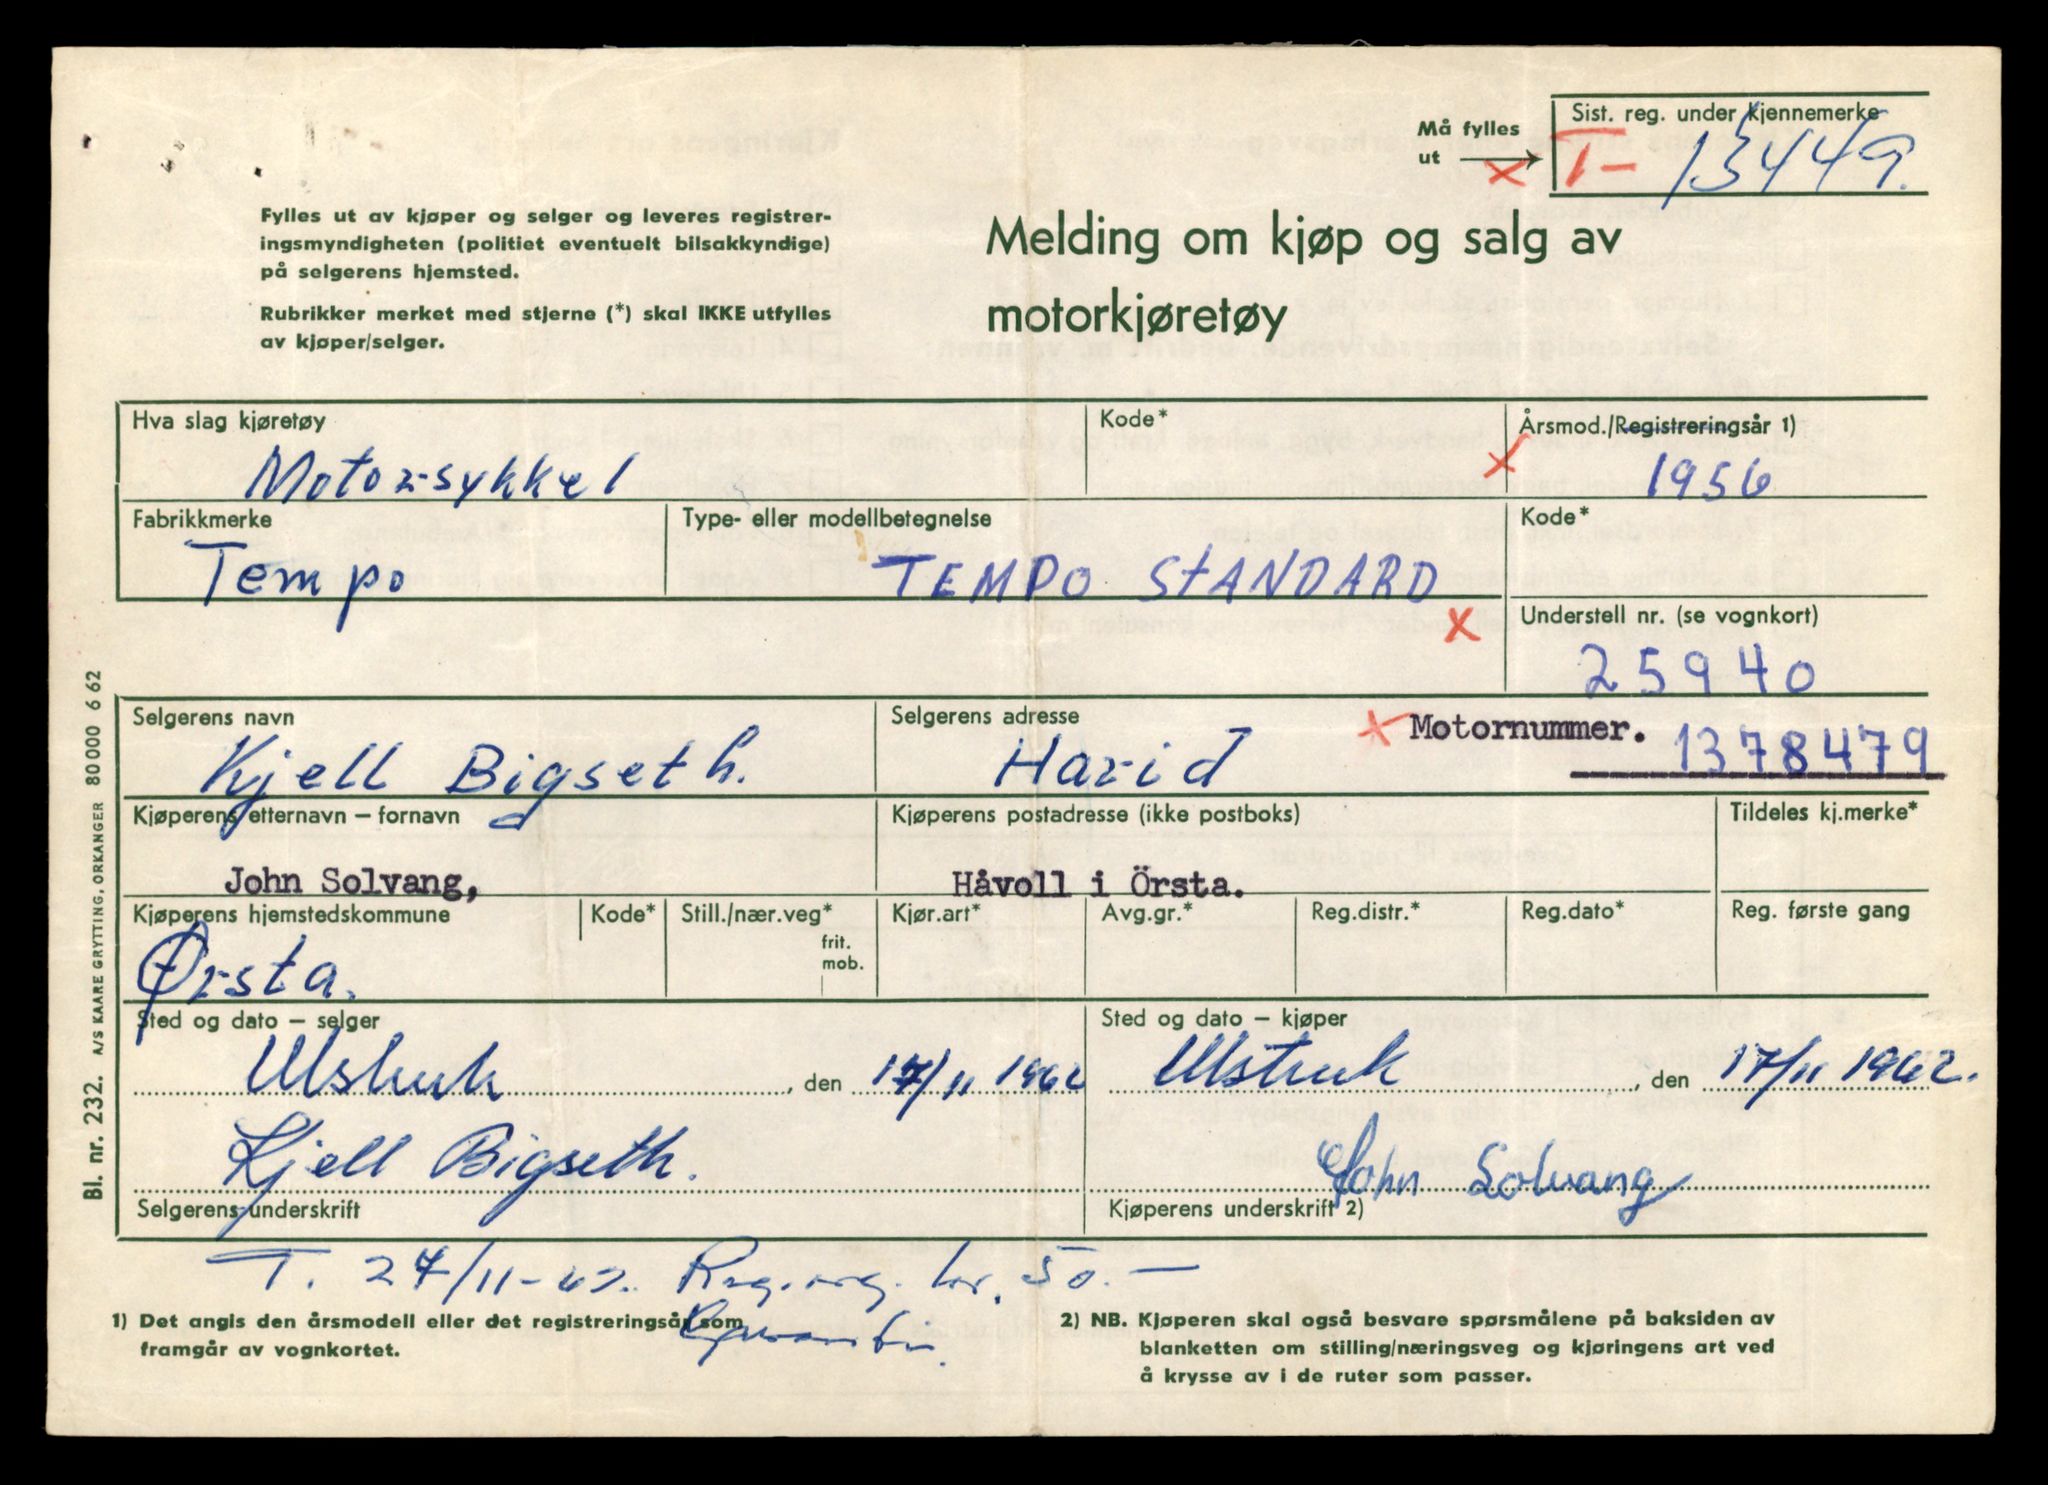 Må fylles
ut
Sist. reg. under kjennemerke
T- 13449.
Fylles ut av kjøper og selger og leveres registrer-
ingsmyndigheten (politiet eventuelt bilsakkyndige)
på selgerens hjemsted.
Rubrikker merket med stjerne (*) skal IKKE utfylles
av kjøper/selger.
Melding om kjøp og salg av
motorkjøretøy
Hva slag kjøretøy
Motorsykkel
Kode*
Årsmod./Registreringsår 1)
1956
Fabrikkmerke
Tempo
Type- eller modellbetegnelse
TEMPO STANDARD
Kode*
Understell nr. (se vognkort)
25940
Selgerens navn
Kjell Bigseth.
Selgerens adresse
Harid
Motornummer. 1378479
Kjøperens etternavn – fornavn
John Solvang,
Kjøperens postadresse (ikke postboks)
Håvoll i Örsta.
Tildeles kj.merke*
Kjøperens hjemstedskommune
Ørsta.
Kode*
Still./nær.veg*
frit.
mob.
Kjør.art*
Avg.gr.*
Reg.distr.*
Reg.dato*
Reg. første gang
Sted og dato – selger
, den 17/11 1962
Sted og dato – kjøper
, den 17/11 1962.
Kjell Bigseth.
Selgerens underskrift
John Solvang
Kjøperens underskrift 2)
T. 27/11-62. kr. 50.-
1) Det angis den årsmodell eller det registreringsår som
framgår av vognkortet.
2) NB. Kjøperen skal også besvare spørsmålene på baksiden av
blanketten om stilling/næringsveg og kjøringens art ved
å krysse av i de ruter som passer.
Bl. nr. 232. A/S KAARE GRYTTING, ORKANGER 80000 6 62